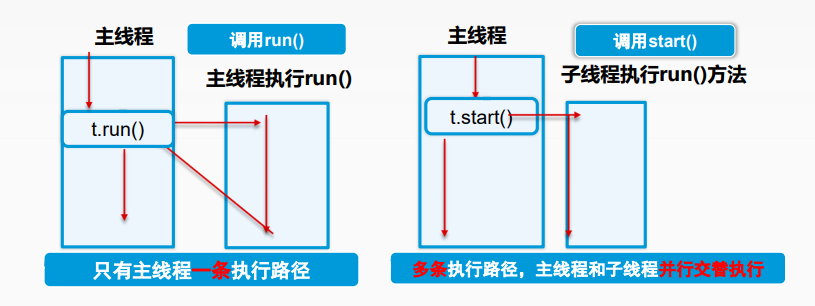 主线程
调用run()
主线程执行run()
t.run()
只有主线程一条执行路径
主线程
调用start()
子线程执行run()方法
t.start()
多条执行路径，主线程和子线程并行交替执行